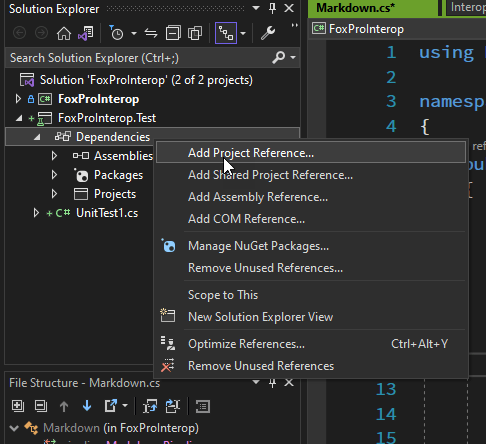 Solution Explorer
Search Solution Explorer (Ctrl+;)
Solution 'FoxProInterop' (2 of 2 projects)
C# FoxProInterop
FoxProInterop.Test
Dependencies
Assemblies
Packages
Projects
C# UnitTest1.cs
Add Project Reference...
Add Shared Project Reference...
Add Assembly Reference...
Add COM Reference...
Manage NuGet Packages...
Remove Unused References...
Scope to This
New Solution Explorer View
Optimize References... Ctrl+Alt+Y
Remove Unused References
File Structure - Markdown.cs
Markdown (in FoxProInterop)
Markdown.cs*
Interop
FoxProInterop
1 using
2
3 namesp
4 {
ref
13
14
15